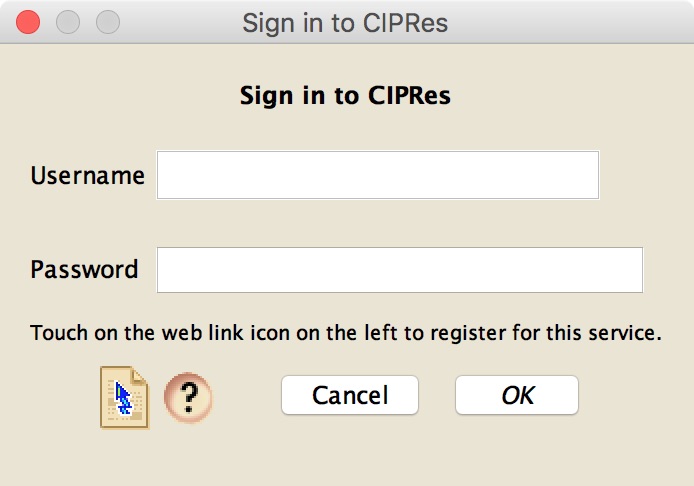 Sign in to CIPRes
Sign in to CIPRes
Username
Password
Touch on the web link icon on the left to register for this service.
? Cancel OK